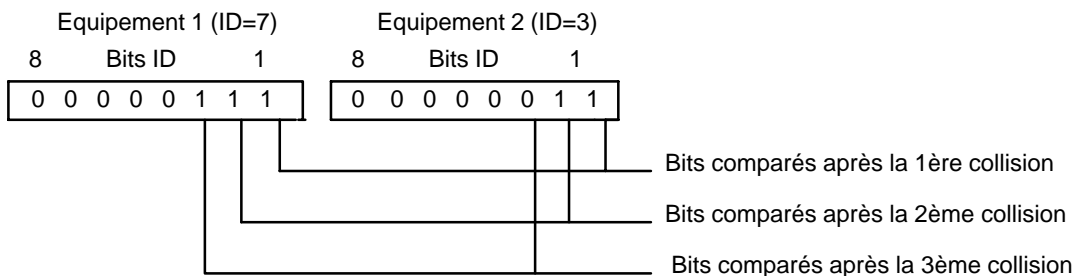 Equipement 1 (ID=7) Equipement 2 (ID=3)
8 Bits ID 1 8 Bits ID 1
0 0 0 0 0 1 1 1 0 0 0 0 0 0 1 1
Bits comparés après la 1ère collision
Bits comparés après la 2ème collision
Bits comparés après la 3ème collision